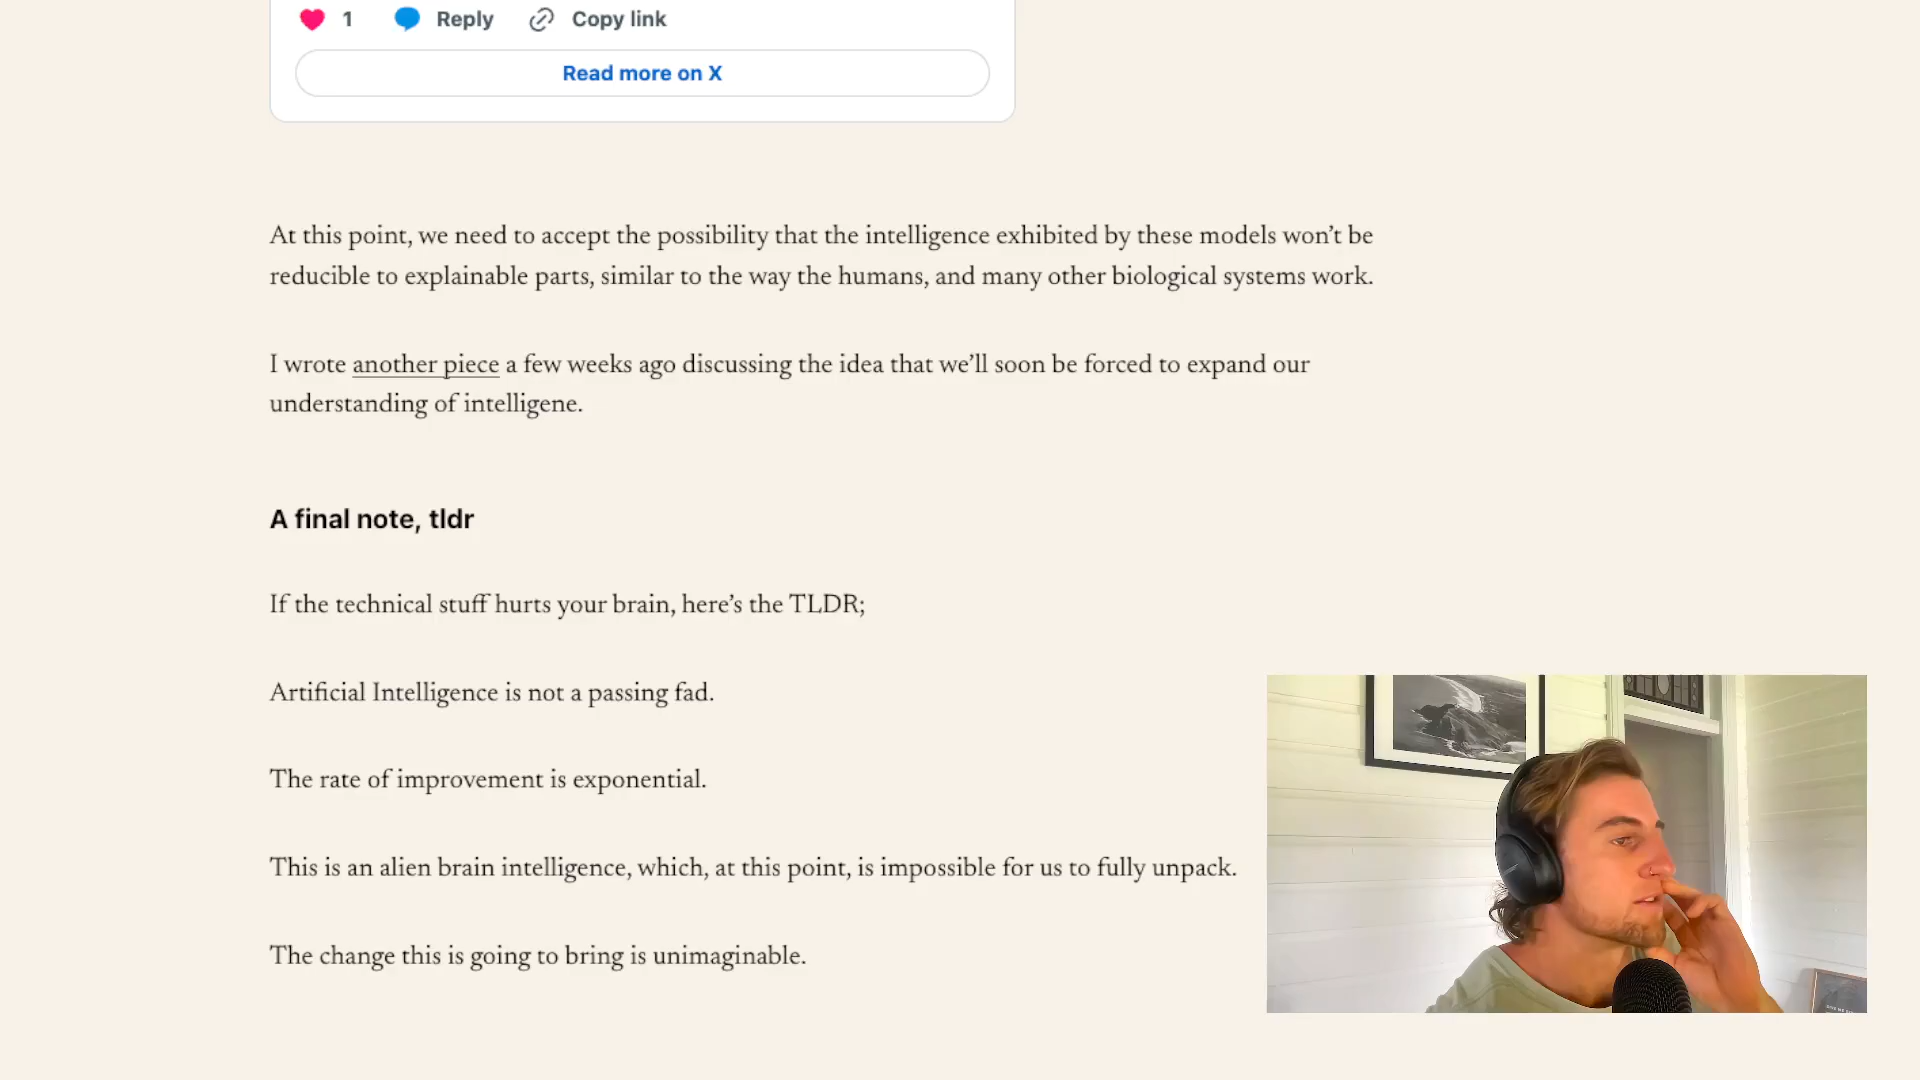 1 Reply Copy link
Read more on X
At this point, we need to accept the possibility that the intelligence exhibited by these models won’t be
reducible to explainable parts, similar to the way the humans, and many other biological systems work.
I wrote another piece a few weeks ago discussing the idea that we’ll soon be forced to expand our
understanding of intelligene.
A final note, tldr
If the technical stuff hurts your brain, here’s the TLDR;
Artificial Intelligence is not a passing fad.
The rate of improvement is exponential.
This is an alien brain intelligence, which, at this point, is impossible for us to fully unpack.
The change this is going to bring is unimaginable.